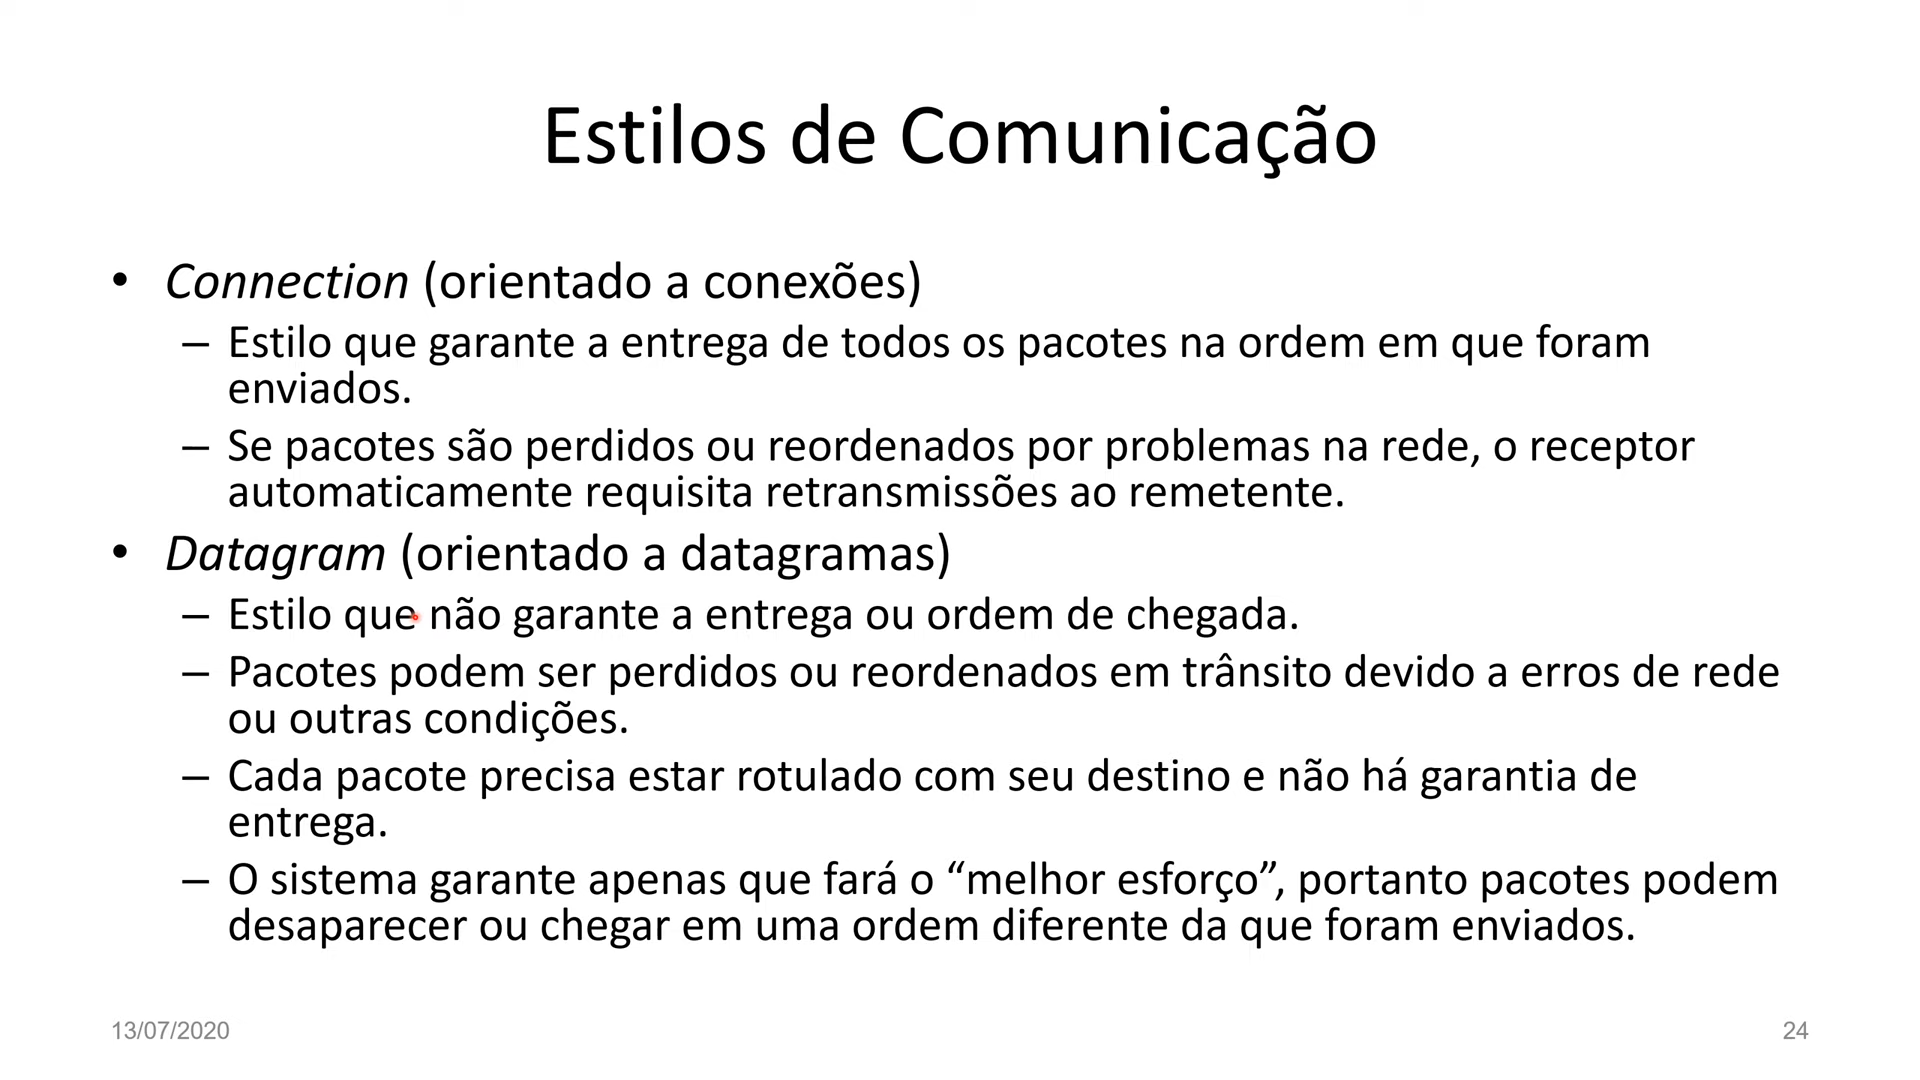 Estilos de Comunicação
• Connection (orientado a conexões)
– Estilo que garante a entrega de todos os pacotes na ordem em que foram
enviados.
– Se pacotes são perdidos ou reordenados por problemas na rede, o receptor
automaticamente requisita retransmissões ao remetente.
• Datagram (orientado a datagramas)
– Estilo que não garante a entrega ou ordem de chegada.
– Pacotes podem ser perdidos ou reordenados em trânsito devido a erros de rede
ou outras condições.
– Cada pacote precisa estar rotulado com seu destino e não há garantia de
entrega.
– O sistema garante apenas que fará o “melhor esforço”, portanto pacotes podem
desaparecer ou chegar em uma ordem diferente da que foram enviados.
13/07/2020
24